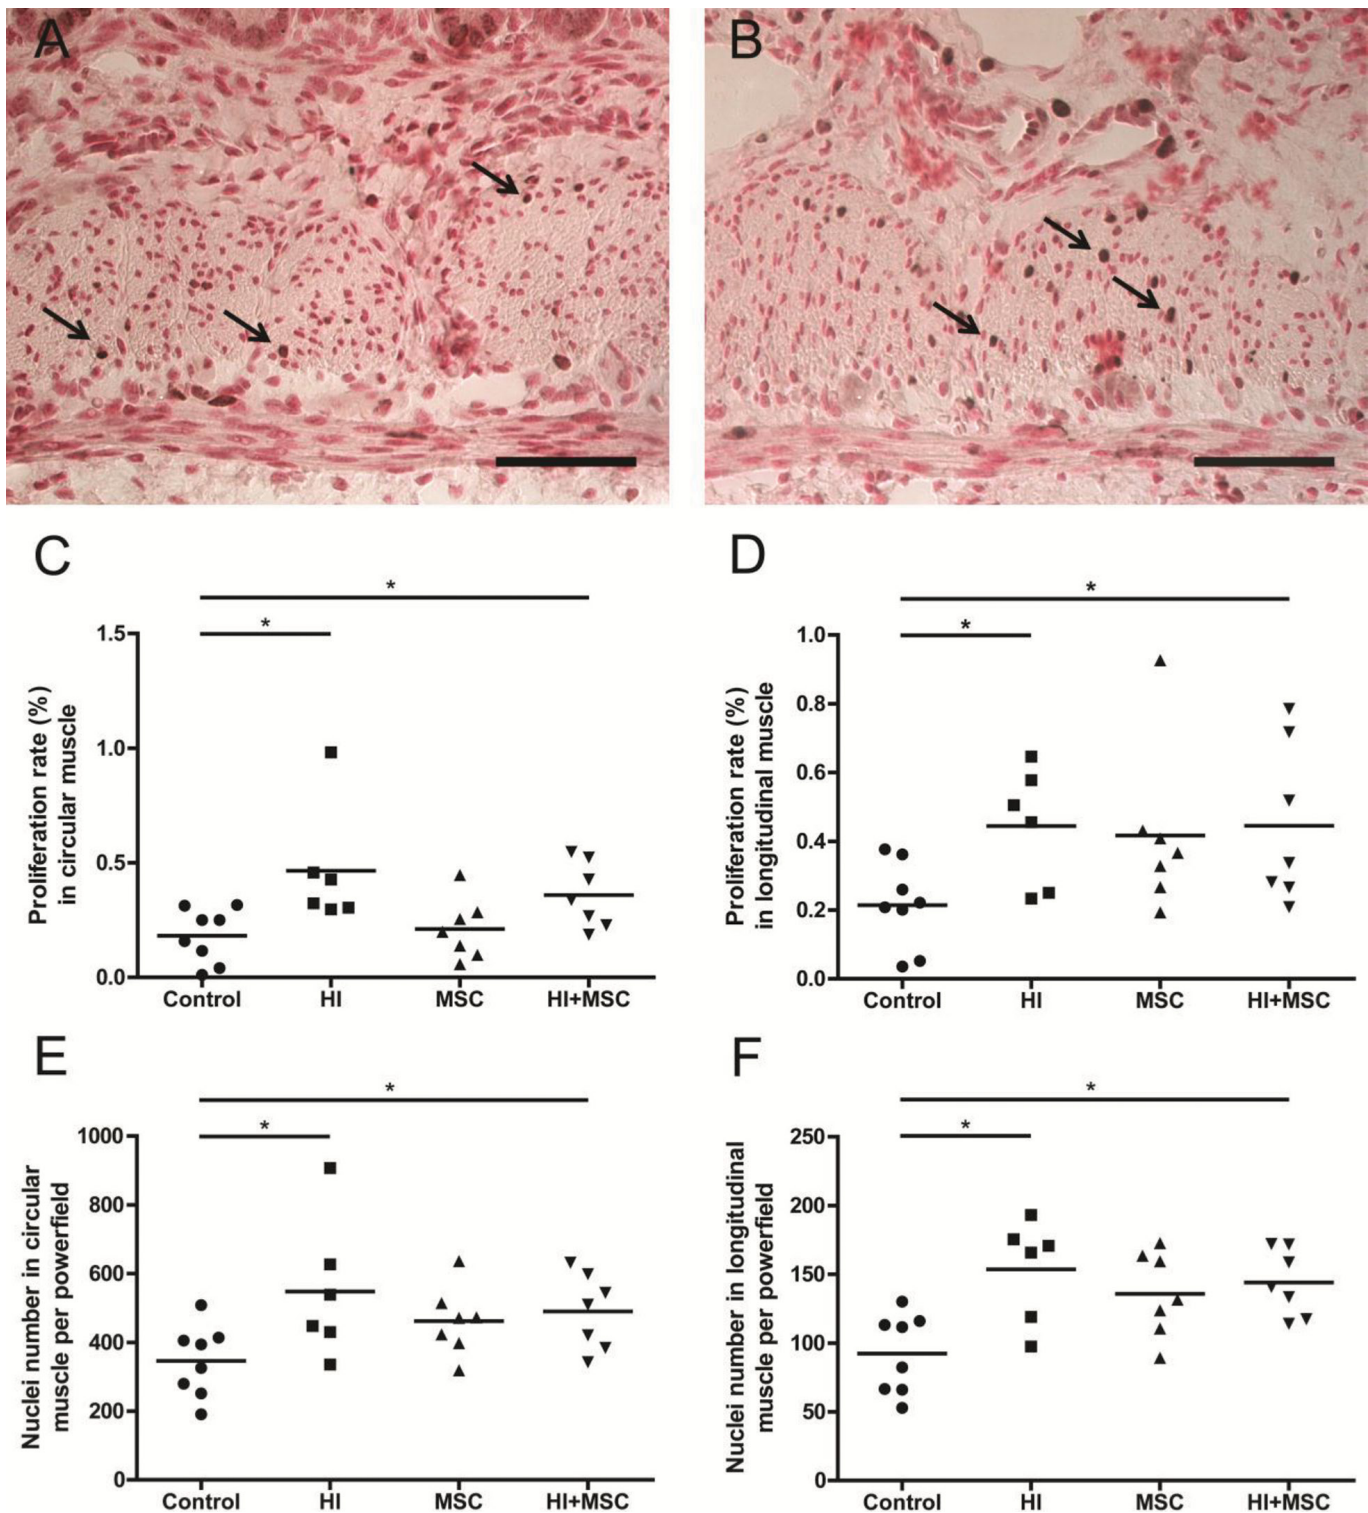 A
B
C
*
*
1.5
1.0
0.5
0.0
Proliferation rate (%)
in circular muscle
Control
HI
MSC
HI+MSC
D
*
*
1.0
0.8
0.6
0.4
0.2
0.0
Proliferation rate (%)
in longitudinal muscle
Control
HI
MSC
HI+MSC
E
*
*
1000
800
600
400
200
0
Nuclei number in circular
muscle per powerfield
Control
HI
MSC
HI+MSC
F
*
*
250
200
150
100
50
0
Nuclei number in longitudinal
muscle per powerfield
Control
HI
MSC
HI+MSC